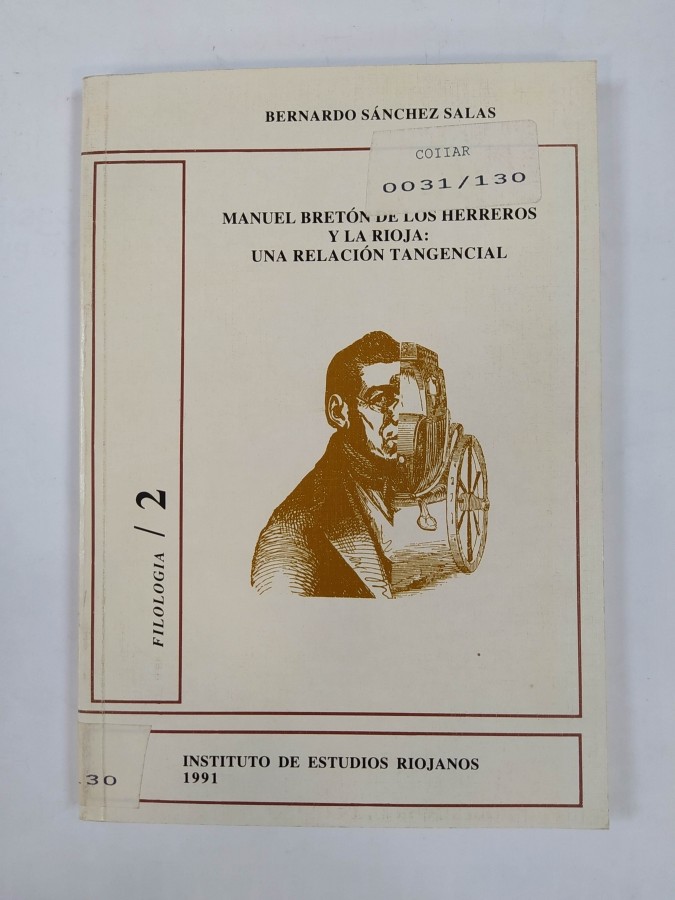 BERNARDO SÁNCHEZ SALAS
COIIAR
0031/130
MANUEL BRETÓN DE LOS HERREROS
Y LA RIOJA:
UNA RELACIÓN TANGENCIAL
FILOLOGIA / 2
INSTITUTO DE ESTUDIOS RIOJANOS
1991
30